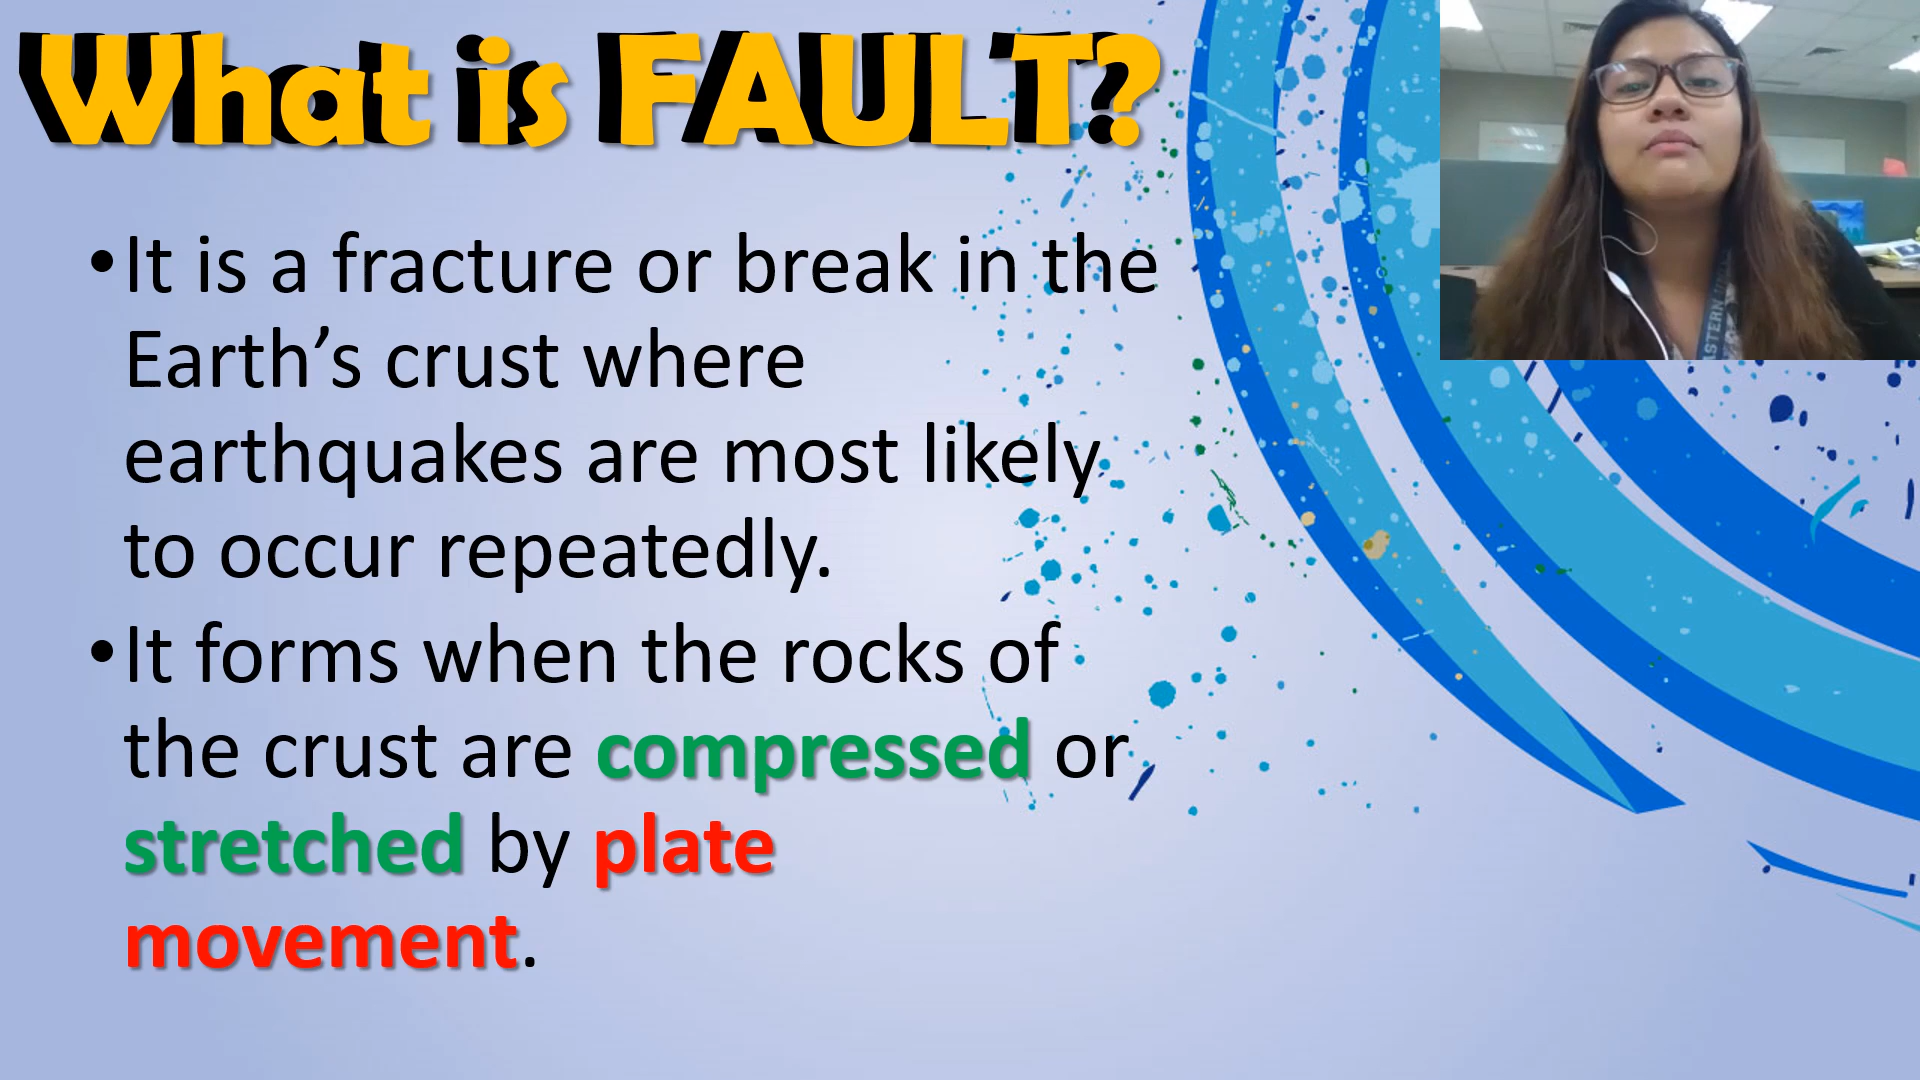 What is FAULT?
•It is a fracture or break in the
Earth’s crust where
earthquakes are most likely
to occur repeatedly.
•It forms when the rocks of
the crust are compressed or
stretched by plate
movement.